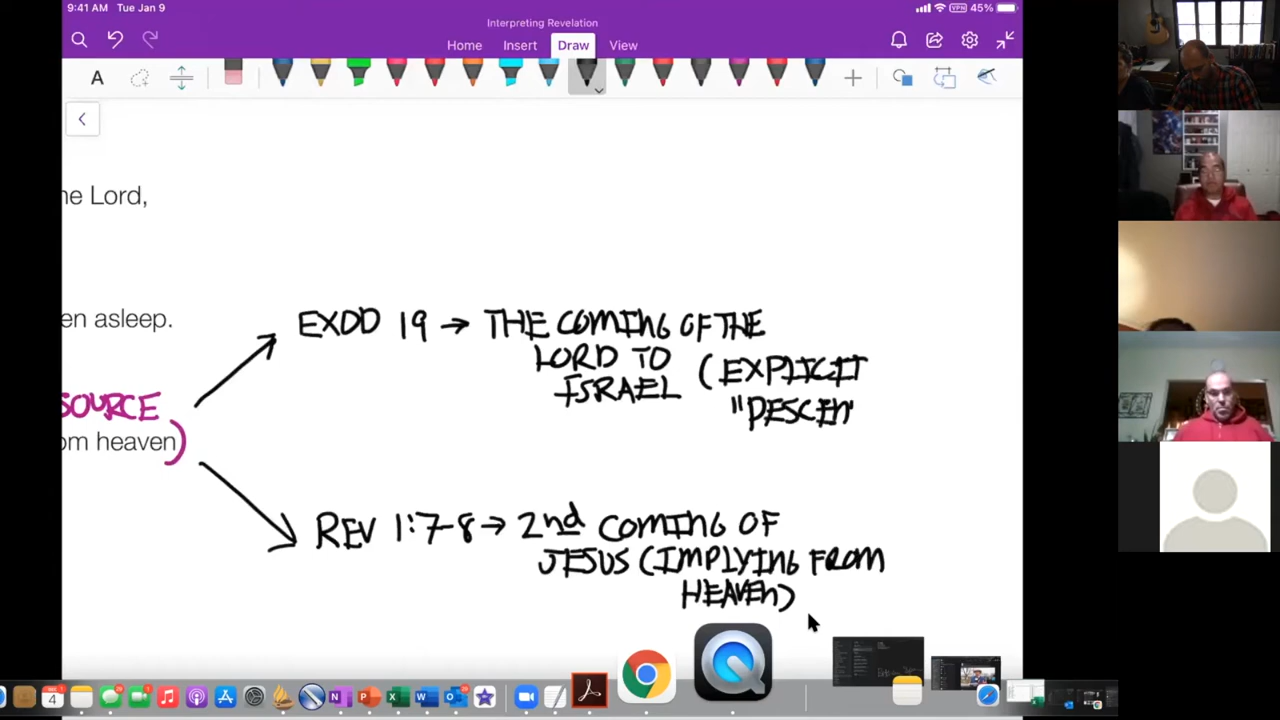 9:41 AM Tue Jan 9
VPN 45%
Interpreting Revelation
Home Insert Draw View
A
he Lord,
en asleep.
SOURCE
om heaven)
EXOD 19 → THE COMING OF THE
LORD TO
ISRAEL (EXPLICIT
"DESCEN
REV 1:7-8 → 2nd COMING OF
JESUS (IMPLYING FROM
HEAVEN)